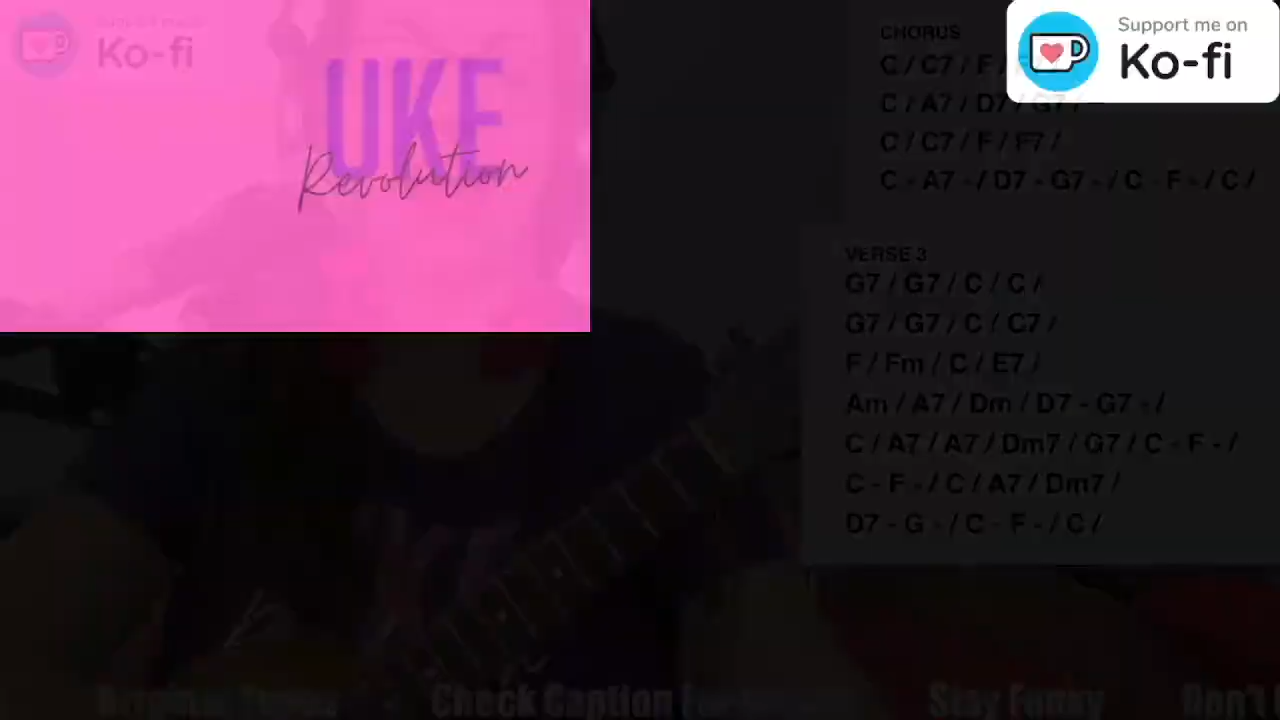 Ko-fi
UKE
Revolution
Support me on
Ko-fi
CHORUS
C / C7 / F /
C / A7 / D7 / G7 /
C / C7 / F / F7 /
C - A7 - / D7 - G7 - / C - F - / C /
VERSE 3
G7 / G7 / C / C /
G7 / G7 / C / C7 /
F / Fm / C / E7 /
Am / A7 / Dm / D7 - G7 - /
C / A7 / A7 / Dm7 / G7 / C - F - /
C - F - / C / A7 / Dm7 /
D7 - G - / C - F - / C /
Check Caption Stay Funky Don't